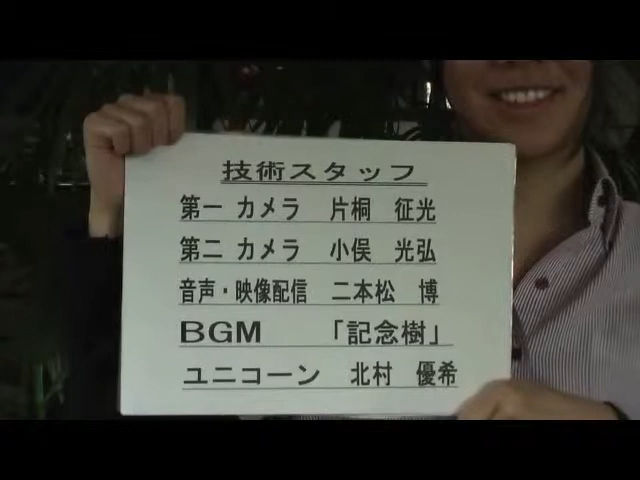 技術スタッフ
第一 カメラ 片桐 征光
第二 カメラ 小俣 光弘
音声・映像配信 二本松 博
BGM 「記念樹」
ユニコーン 北村 優希